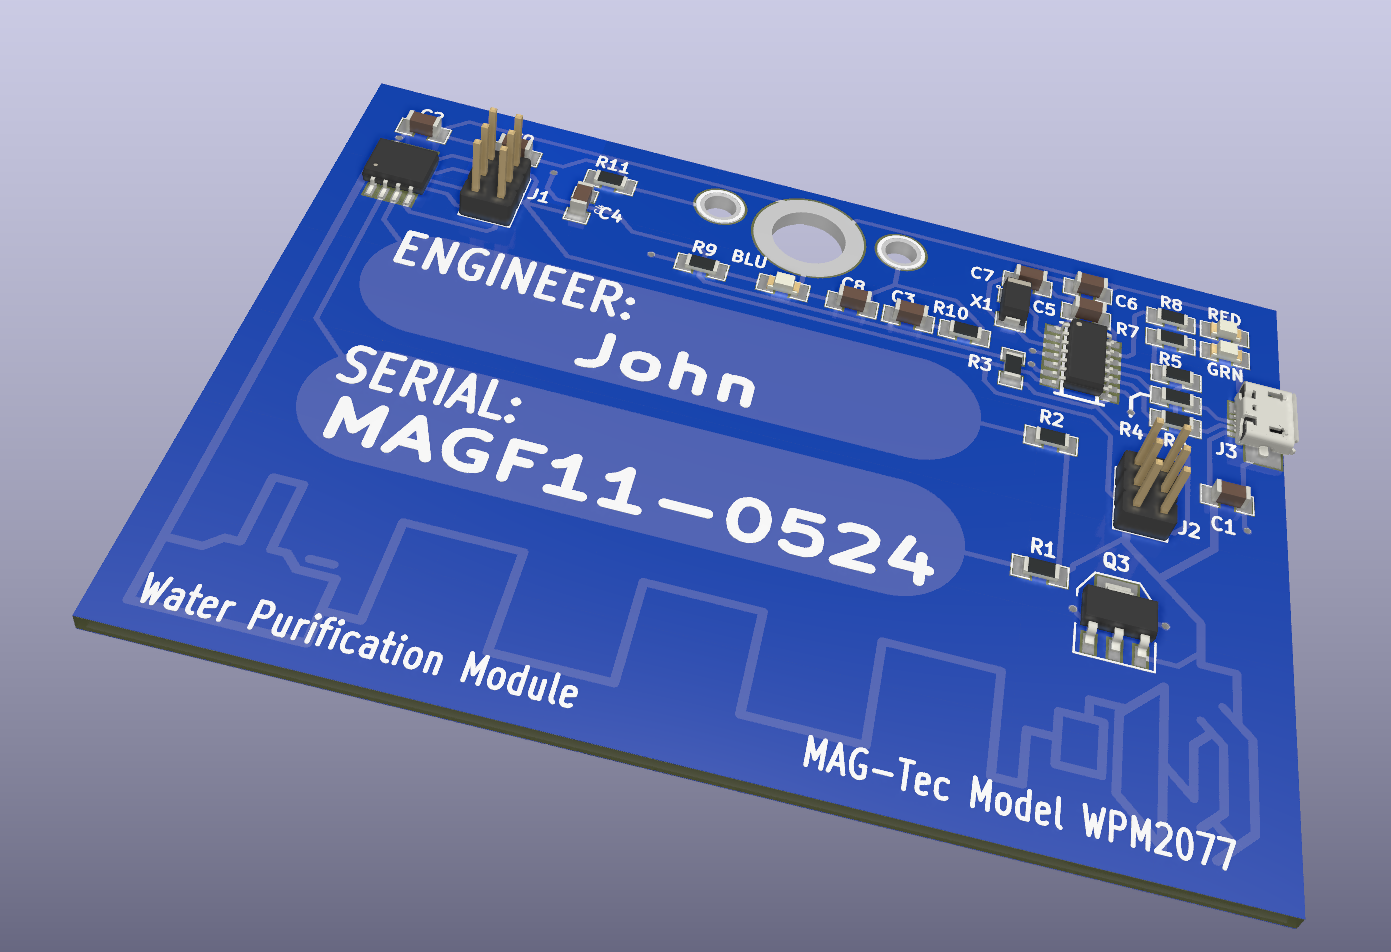 R11
J1
C4
R9
BLU
C8
C3
R10
C7
X1
C5
C6
R8
RED
R7
R5
GRN
R3
R2
R4
J3
J2
C1
R1
Q3
ENGINEER:
John
SERIAL:
MAGF11-0524
Water Purification Module
MAG-Tec Model WPM2077